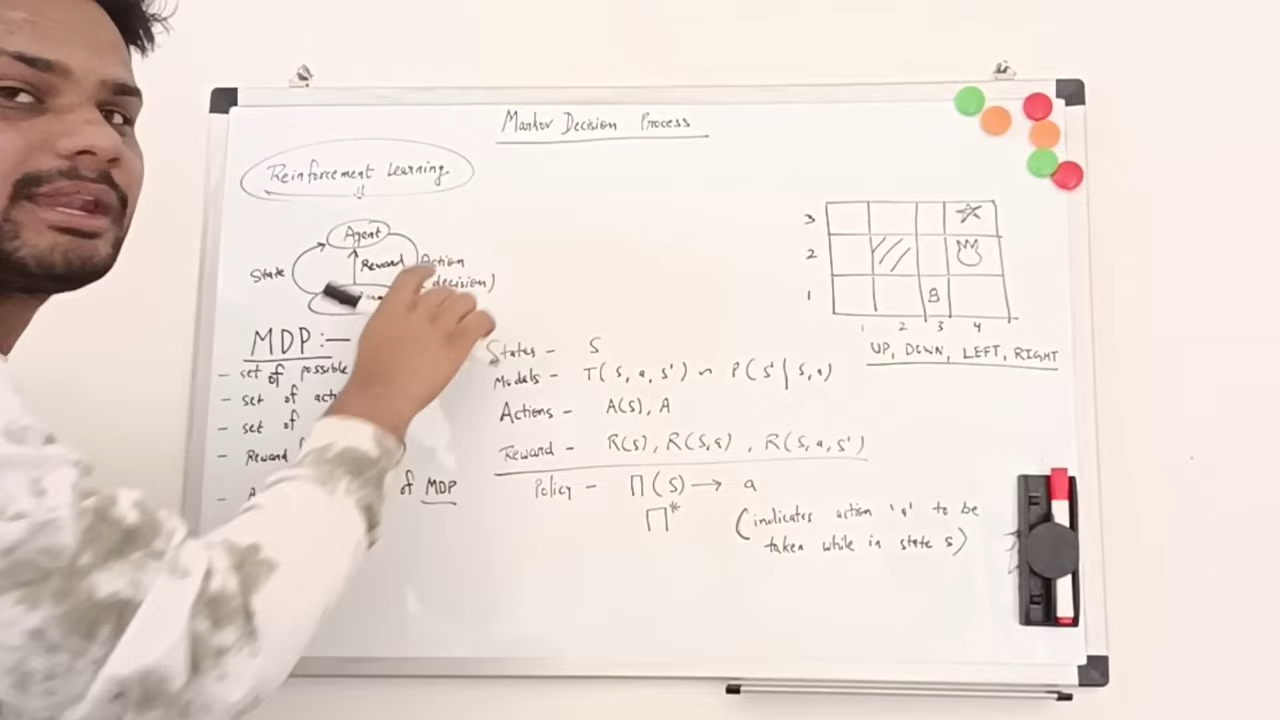 Markov Decision Process
Reinforcement Learning
Agent
State
Reward
Action
(decision)
MDP :-
- set of possible
- set of
- set of
- Reward
of MDP
States - S
Models - T(s, a, s') ~ P(s' | s, a)
Actions - A(s), A
Reward - R(s), R(s,a), R(s, a, s')
Policy - Π(s) → a
Π*
(indicates action 'a' to be
taken while in state s)
3
2
1
1 2 3 4
UP, DOWN, LEFT, RIGHT